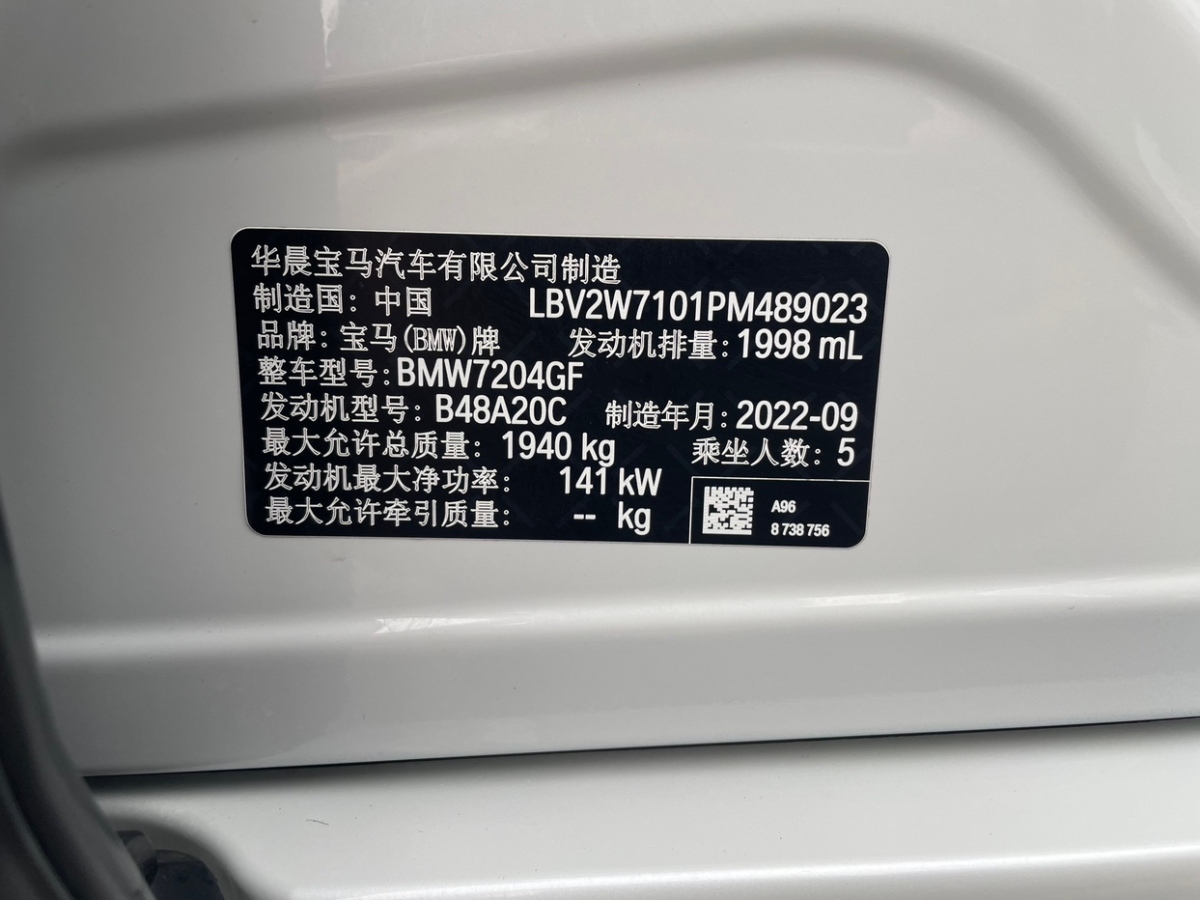 华晨宝马汽车有限公司制造
制造国：中国 LBV2W7101PM489023
品牌：宝马(BMW)牌 发动机排量：1998 mL
整车型号：BMW7204GF
发动机型号：B48A20C 制造年月：2022-09
最大允许总质量：1940 kg 乘坐人数：5
发动机最大净功率：141 kW
最大允许牵引质量：-- kg
A96
8 738 756